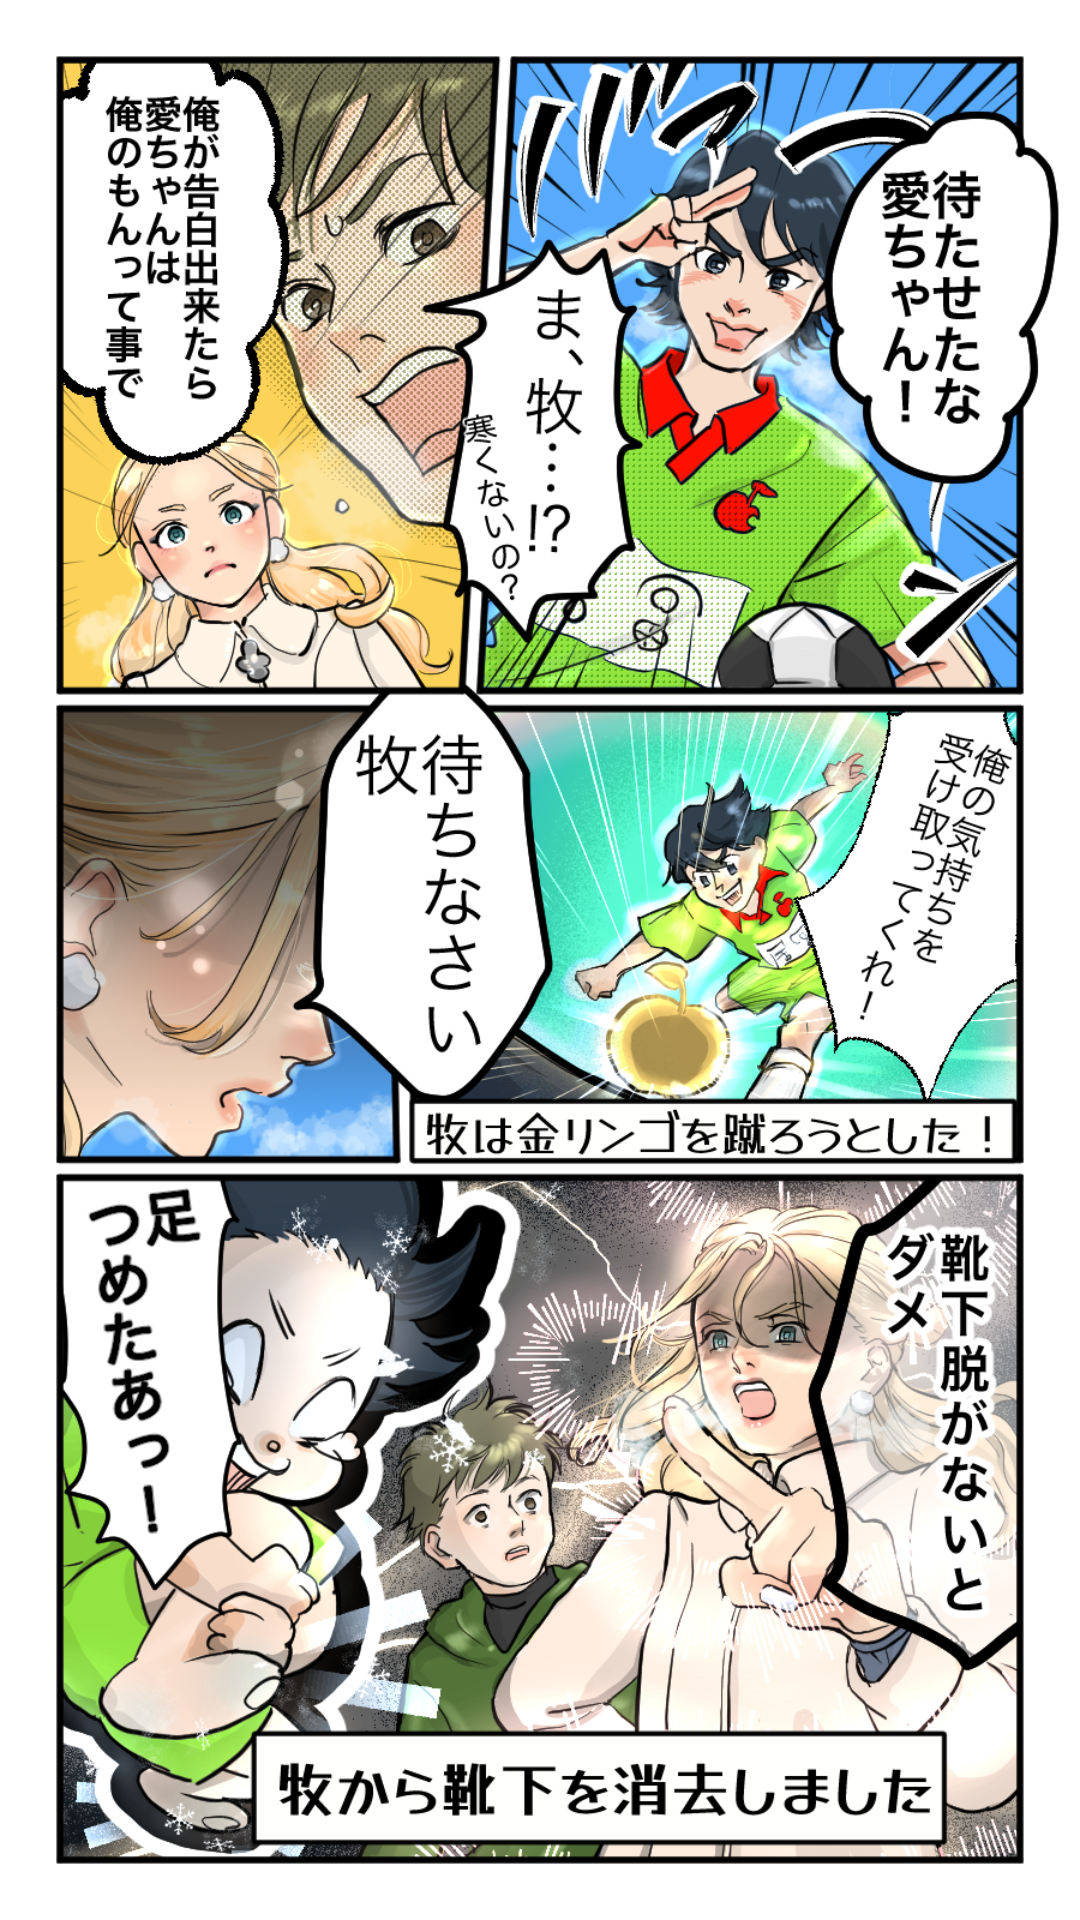 待たせたな
愛ちゃん！
ババッ
ま、牧…!?
寒くないの？
俺が告白出来たら
愛ちゃんは
俺のもんって事で
俺の気持ちを
受け取ってくれ！
牧は金リンゴを蹴ろうとした！
待ちなさい
牧
靴下脱がないと
ダメ
足
つめたあっ！
牧から靴下を消去しました